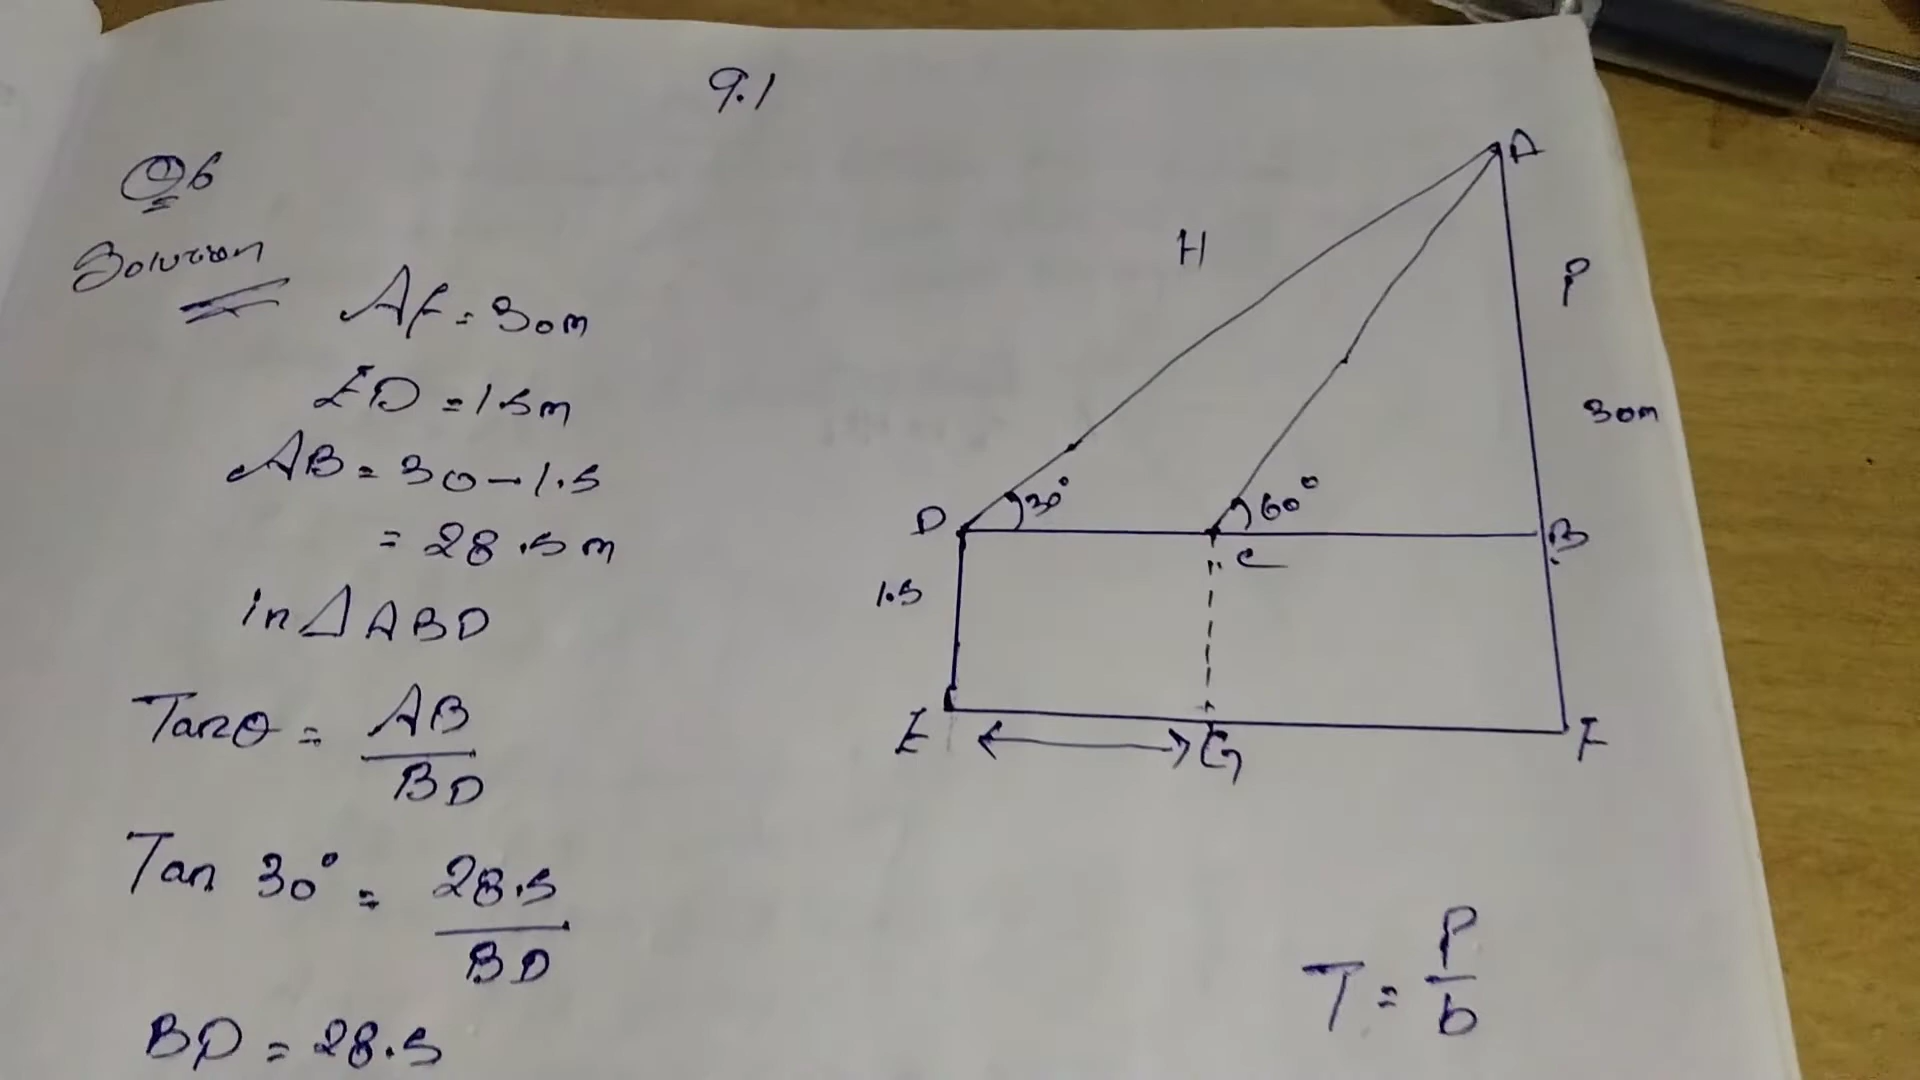 9.1
Q6
Solution
AF = 30m
ED = 1.5m
AB = 30 - 1.5
= 28.5m
in △ ABD
Tanθ = AB / BD
Tan 30° = 28.5 / BD
BD = 28.5
A
H
P
30m
D
30°
60°
B
C
1.5
E
G
F
T = P / b